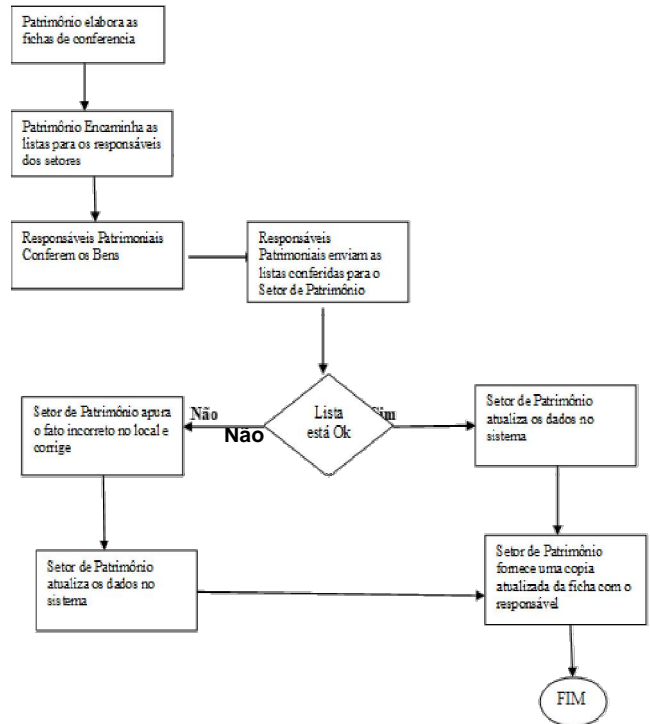 Patrimônio elabora as
fichas de conferencia
Patrimônio Encaminha as
listas para os responsáveis
dos setores
Responsáveis Patrimoniais
Conferem os Bens
Responsáveis
Patrimoniais enviam as
listas conferidas para o
Setor de Patrimônio
Lista
está Ok
Não
Não
Sim
Setor de Patrimônio apura
o fato incorreto no local e
corrige
Setor de Patrimônio
atualiza os dados no
sistema
Setor de Patrimônio
atualiza os dados no
sistema
Setor de Patrimônio
fornece uma copia
atualizada da ficha com o
responsável
FIM